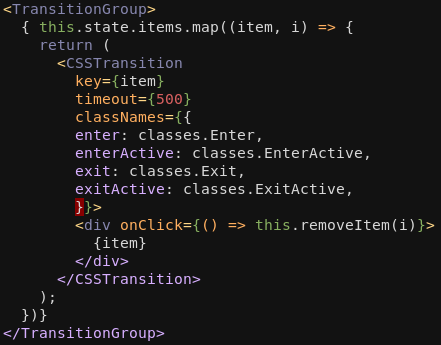 <TransitionGroup>
  { this.state.items.map((item, i) => {
    return (
      <CSSTransition
        key={item}
        timeout={500}
        classNames={{
        enter: classes.Enter,
        enterActive: classes.EnterActive,
        exit: classes.Exit,
        exitActive: classes.ExitActive,
        }}>
        <div onClick={() => this.removeItem(i)}>
          {item}
        </div>
      </CSSTransition>
    );
  })}
</TransitionGroup>